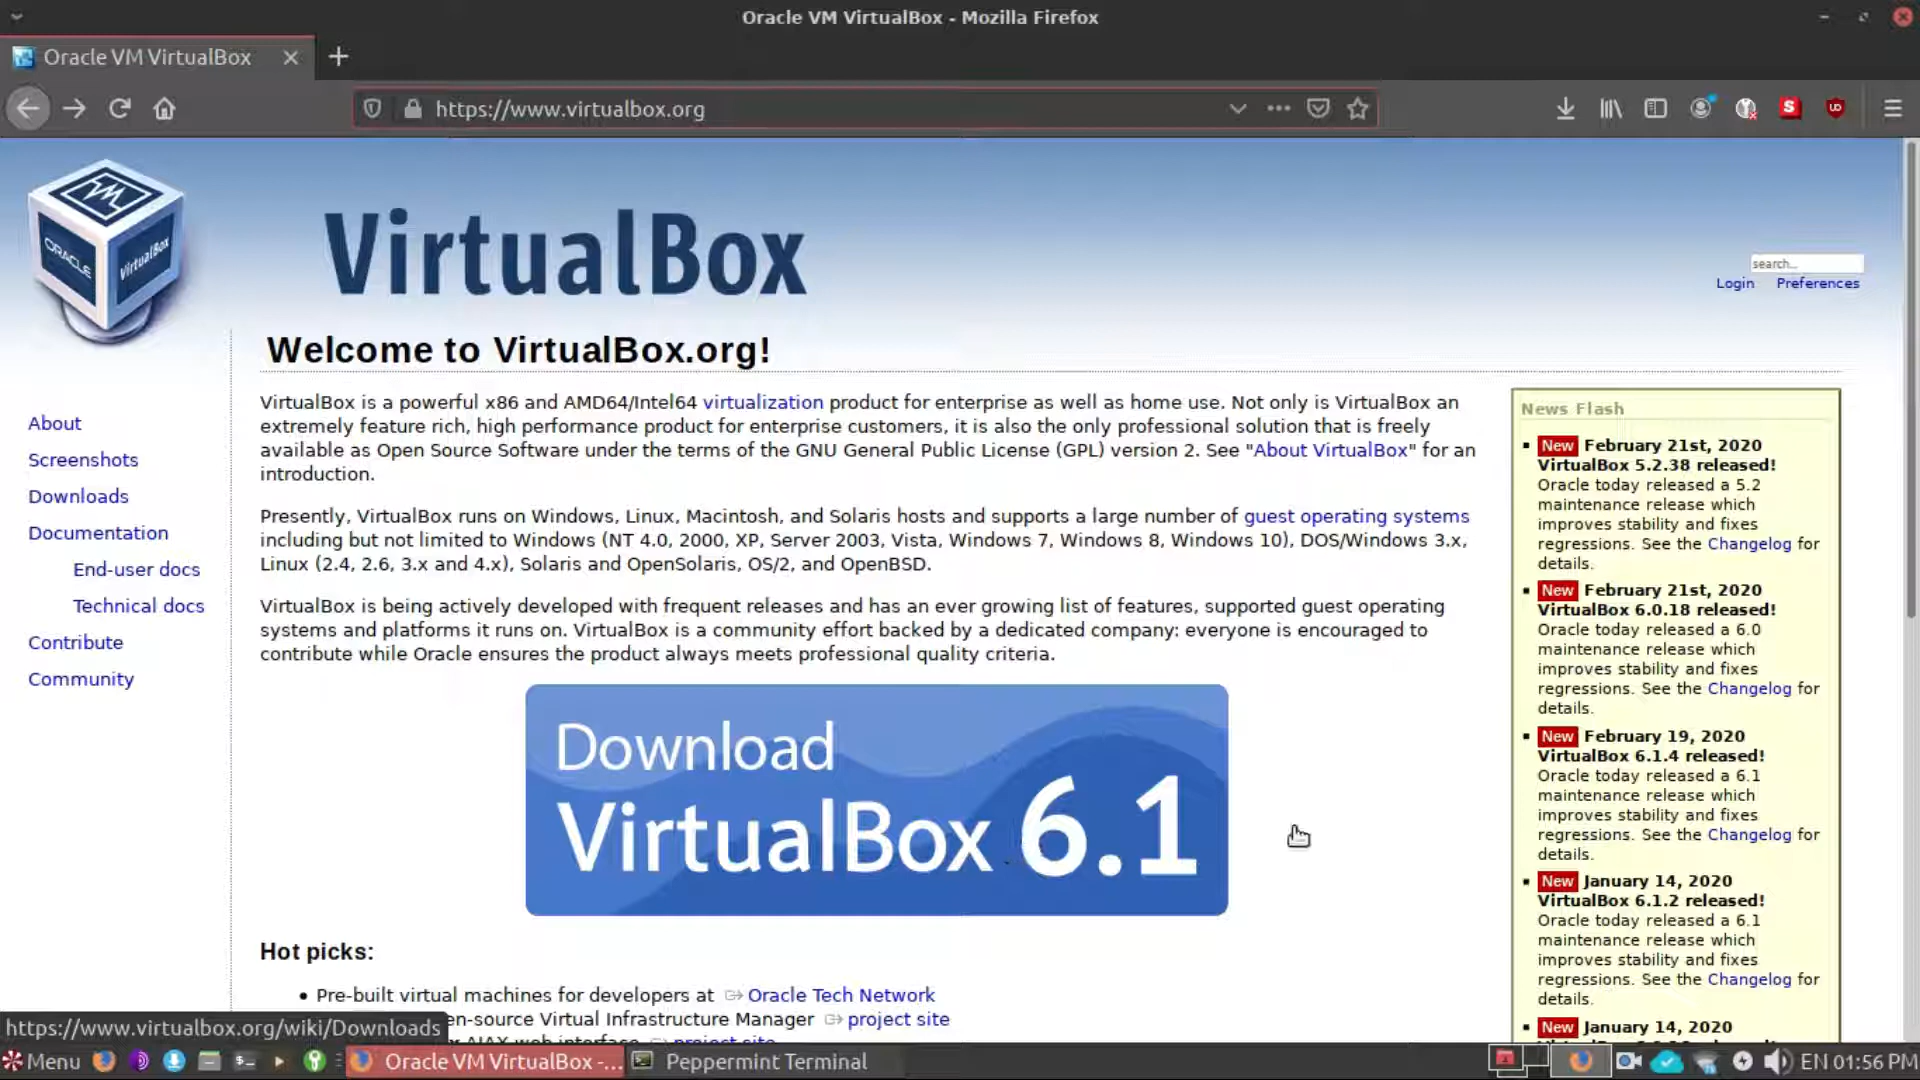 Oracle VM VirtualBox - Mozilla Firefox
Oracle VM VirtualBox
https://www.virtualbox.org
ORACLE
VirtualBox
VirtualBox
search...
Login Preferences
Welcome to VirtualBox.org!
About
Screenshots
Downloads
Documentation
End-user docs
Technical docs
Contribute
Community
VirtualBox is a powerful x86 and AMD64/Intel64 virtualization product for enterprise as well as home use. Not only is VirtualBox an
extremely feature rich, high performance product for enterprise customers, it is also the only professional solution that is freely
available as Open Source Software under the terms of the GNU General Public License (GPL) version 2. See "About VirtualBox" for an
introduction.
Presently, VirtualBox runs on Windows, Linux, Macintosh, and Solaris hosts and supports a large number of guest operating systems
including but not limited to Windows (NT 4.0, 2000, XP, Server 2003, Vista, Windows 7, Windows 8, Windows 10), DOS/Windows 3.x,
Linux (2.4, 2.6, 3.x and 4.x), Solaris and OpenSolaris, OS/2, and OpenBSD.
VirtualBox is being actively developed with frequent releases and has an ever growing list of features, supported guest operating
systems and platforms it runs on. VirtualBox is a community effort backed by a dedicated company: everyone is encouraged to
contribute while Oracle ensures the product always meets professional quality criteria.
Download
VirtualBox 6.1
Hot picks:
• Pre-built virtual machines for developers at Oracle Tech Network
en-source Virtual Infrastructure Manager project site
AJAX web interface project site
News Flash
New February 21st, 2020
VirtualBox 5.2.38 released!
Oracle today released a 5.2
maintenance release which
improves stability and fixes
regressions. See the Changelog for
details.
New February 21st, 2020
VirtualBox 6.0.18 released!
Oracle today released a 6.0
maintenance release which
improves stability and fixes
regressions. See the Changelog for
details.
New February 19, 2020
VirtualBox 6.1.4 released!
Oracle today released a 6.1
maintenance release which
improves stability and fixes
regressions. See the Changelog for
details.
New January 14, 2020
VirtualBox 6.1.2 released!
Oracle today released a 6.1
maintenance release which
improves stability and fixes
regressions. See the Changelog for
details.
New January 14, 2020
https://www.virtualbox.org/wiki/Downloads
Menu
Oracle VM VirtualBox -...
Peppermint Terminal
EN 01:56 PM